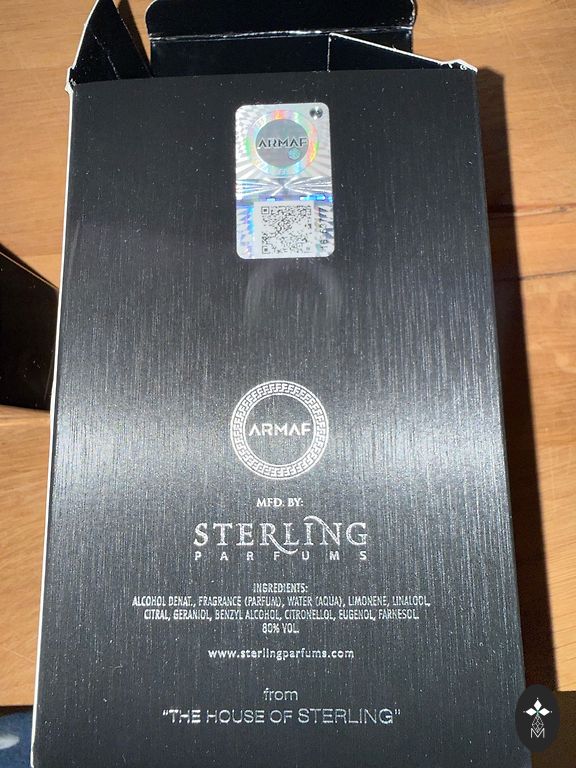 ARMAF
ARMAF
MFD. BY:
STERLING
PARFUMS
INGREDIENTS:
ALCOHOL DENAT., FRAGRANCE (PARFUM), WATER (AQUA), LIMONENE, LINALOOL,
CITRAL, GERANIOL, BENZYL ALCOHOL, CITRONELLOL, EUGENOL, FARNESOL.
80% VOL.
www.sterlingparfums.com
from
"THE HOUSE OF STERLING"